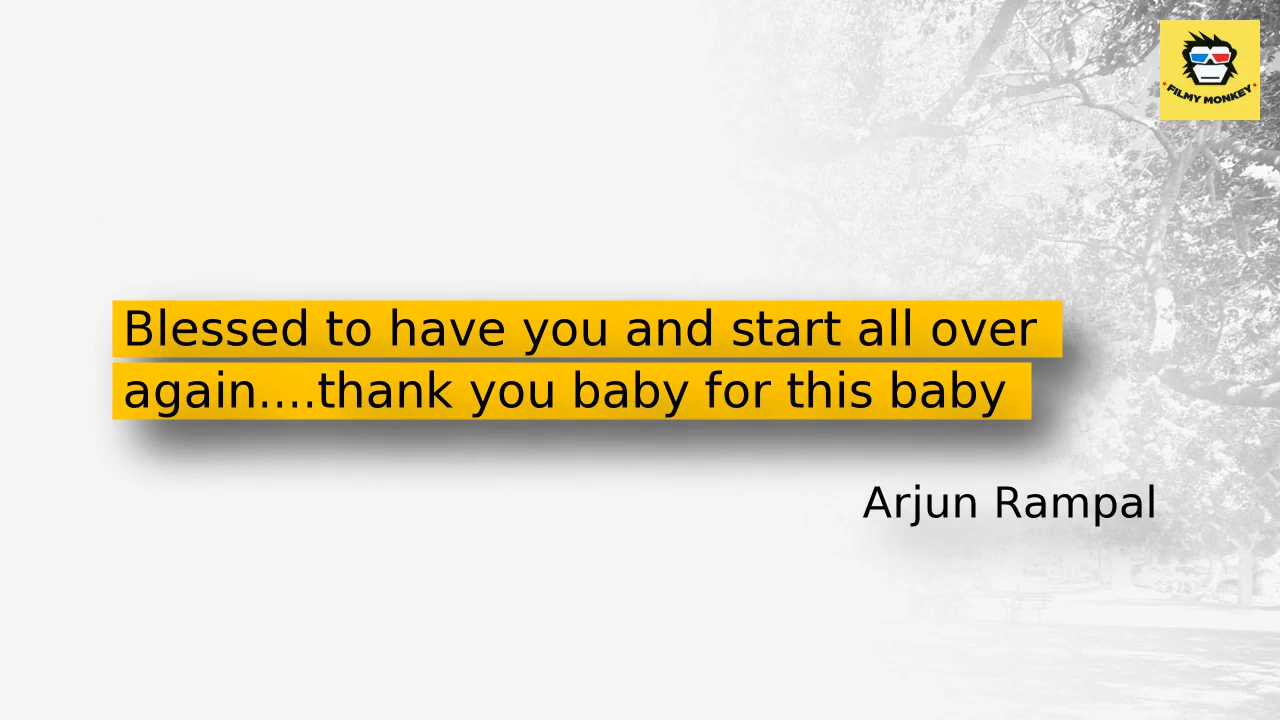 FILMY MONKEY
Blessed to have you and start all over
again....thank you baby for this baby
Arjun Rampal